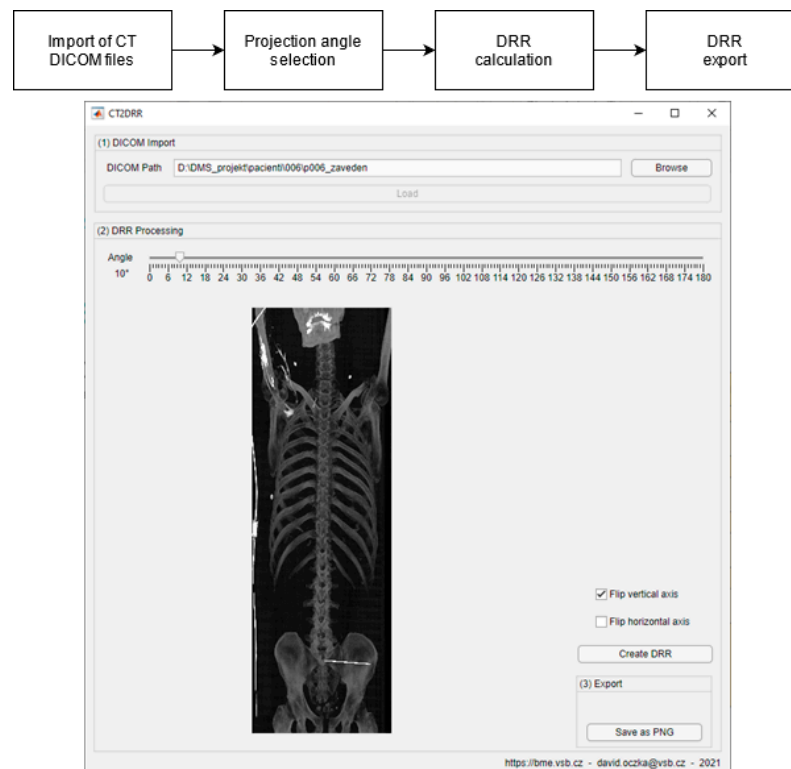 Import of CT
DICOM files
Projection angle
selection
DRR
calculation
DRR
export
CT2DRR
(1) DICOM Import
DICOM Path D:\DMS_projekt\pacienti\006\p006_zaveden Browse
Load
(2) DRR Processing
Angle
10°
0 6 12 18 24 30 36 42 48 54 60 66 72 78 84 90 96 102 108 114 120 126 132 138 144 150 156 162 168 174 180
Flip vertical axis
Flip horizontal axis
Create DRR
(3) Export
Save as PNG
https://bme.vsb.cz - david.oczka@vsb.cz - 2021